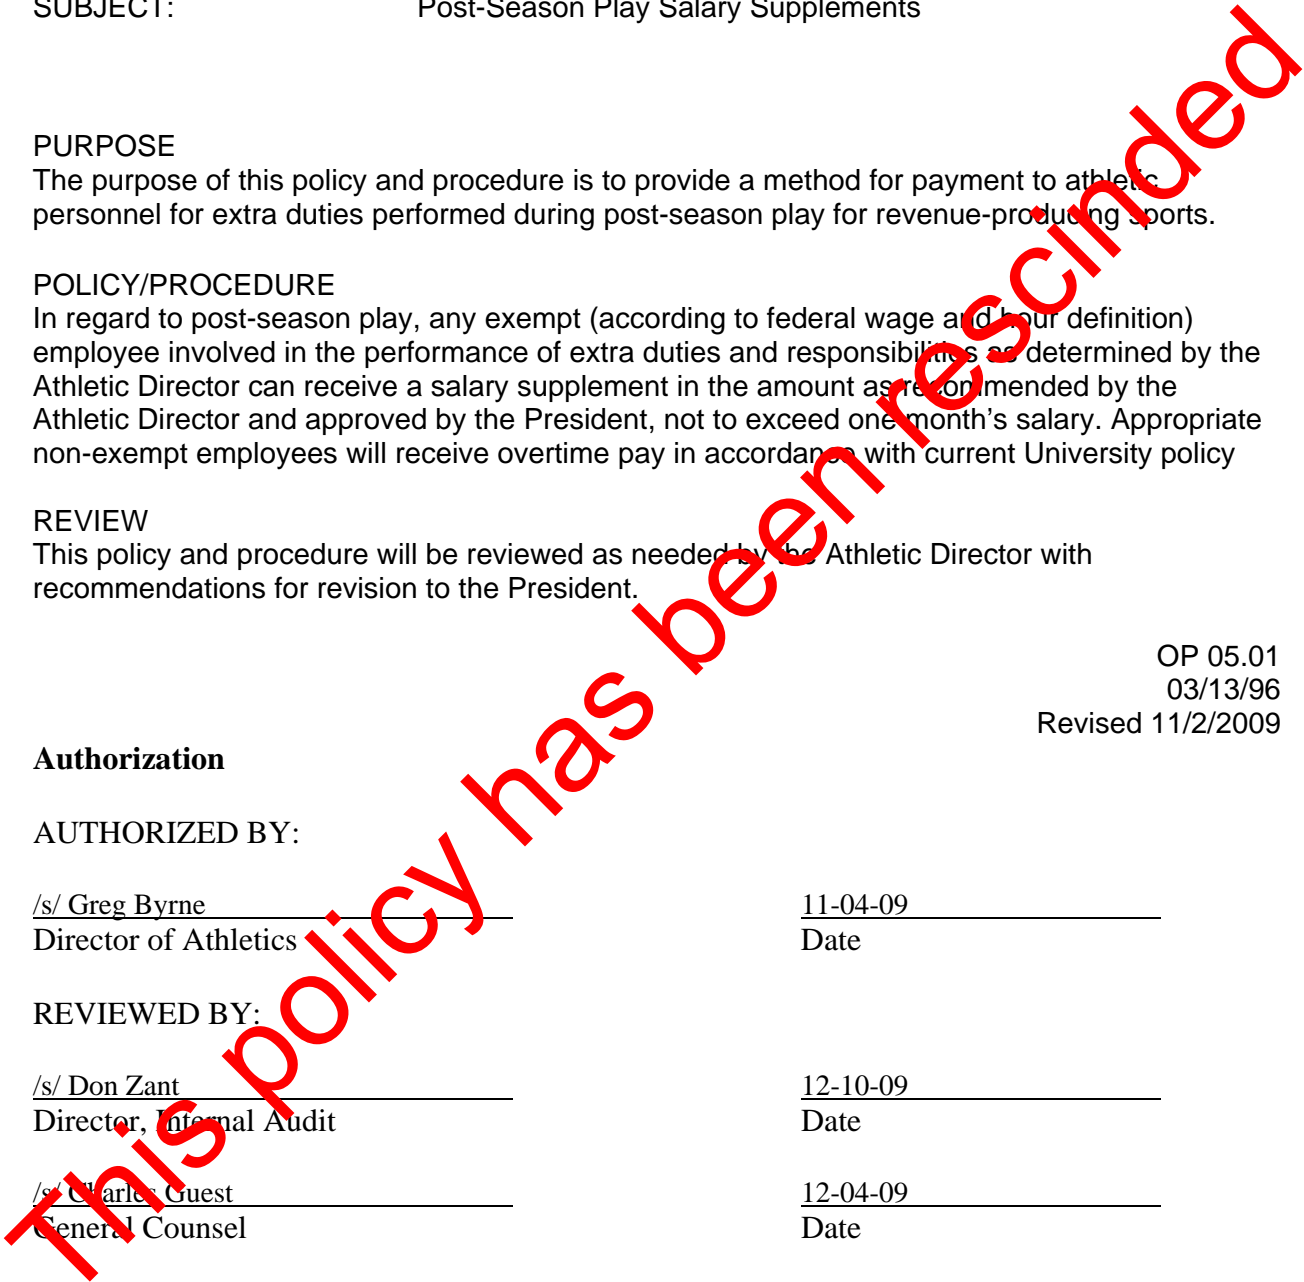 SUBJECT: Post-Season Play Salary Supplements
PURPOSE
The purpose of this policy and procedure is to provide a method for payment to athletic
personnel for extra duties performed during post-season play for revenue-producing sports.
POLICY/PROCEDURE
In regard to post-season play, any exempt (according to federal wage and hour definition)
employee involved in the performance of extra duties and responsibilities as determined by the
Athletic Director can receive a salary supplement in the amount as recommended by the
Athletic Director and approved by the President, not to exceed one month's salary. Appropriate
non-exempt employees will receive overtime pay in accordance with current University policy
REVIEW
This policy and procedure will be reviewed as needed by the Athletic Director with
recommendations for revision to the President.
OP 05.01
03/13/96
Revised 11/2/2009
Authorization
AUTHORIZED BY:
/s/ Greg Byrne 11-04-09
Director of Athletics Date
REVIEWED BY:
/s/ Don Zant 12-10-09
Director, Internal Audit Date
/s/ Charles Guest 12-04-09
General Counsel Date
This policy has been rescinded